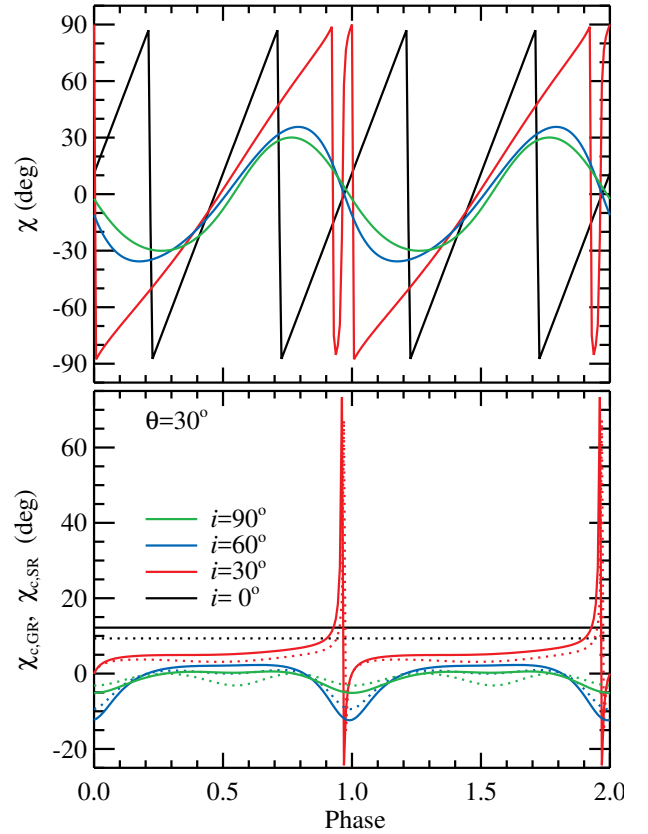 90
60
30
0
-30
-60
-90
χ (deg)
θ=30°
60
40
20
0
-20
χc,GR, χc,SR (deg)
i=90°
i=60°
i=30°
i= 0°
0.0 0.5 1.0 1.5 2.0
Phase